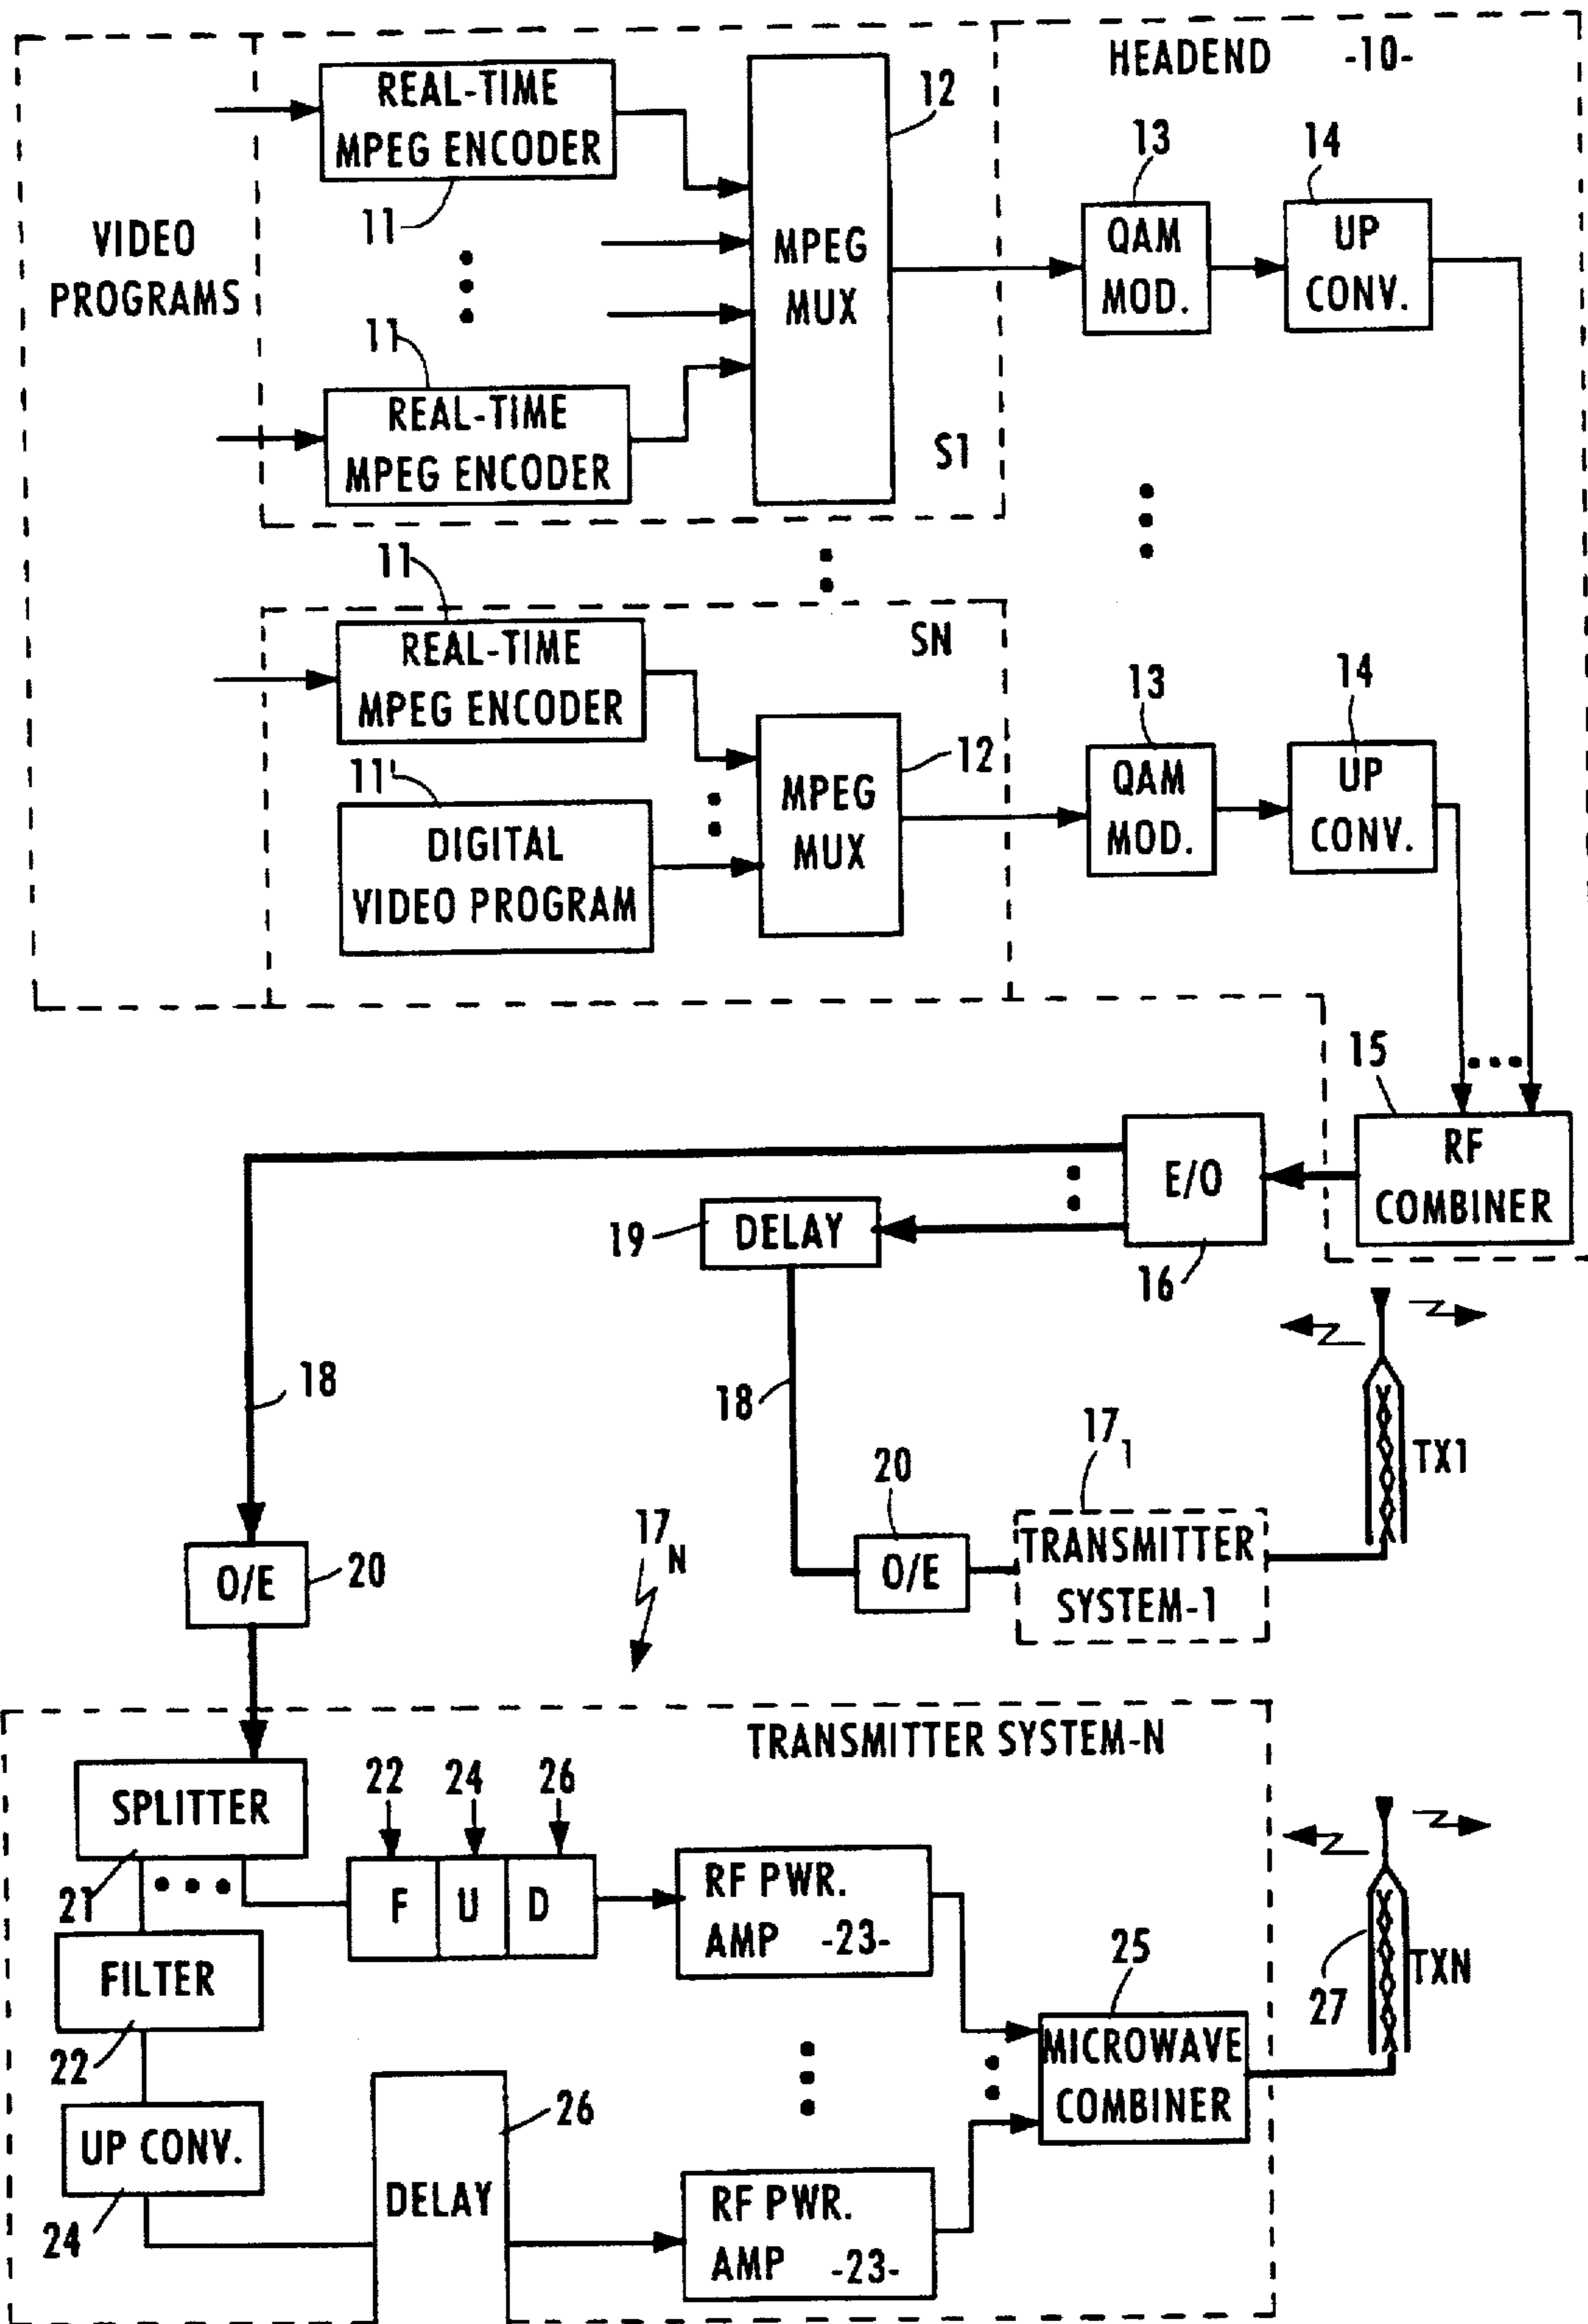 HEADEND -10-
REAL-TIME
MPEG ENCODER
11
12
13
14
VIDEO
PROGRAMS
MPEG
MUX
QAM
MOD.
UP
CONV.
11
REAL-TIME
MPEG ENCODER
S1
11
REAL-TIME
MPEG ENCODER
SN
13
14
11'
DIGITAL
VIDEO PROGRAM
MPEG
MUX
12
QAM
MOD.
UP
CONV.
15
RF
COMBINER
E/O
16
19
DELAY
18
18
17 1
20
O/E
TRANSMITTER
SYSTEM-1
TX1
17 N
O/E
20
TRANSMITTER SYSTEM-N
SPLITTER
21
22
24
26
F
U
D
RF PWR.
AMP -23-
FILTER
22
25
MICROWAVE
COMBINER
27
TXN
UP CONV.
24
DELAY
26
RF PWR.
AMP -23-